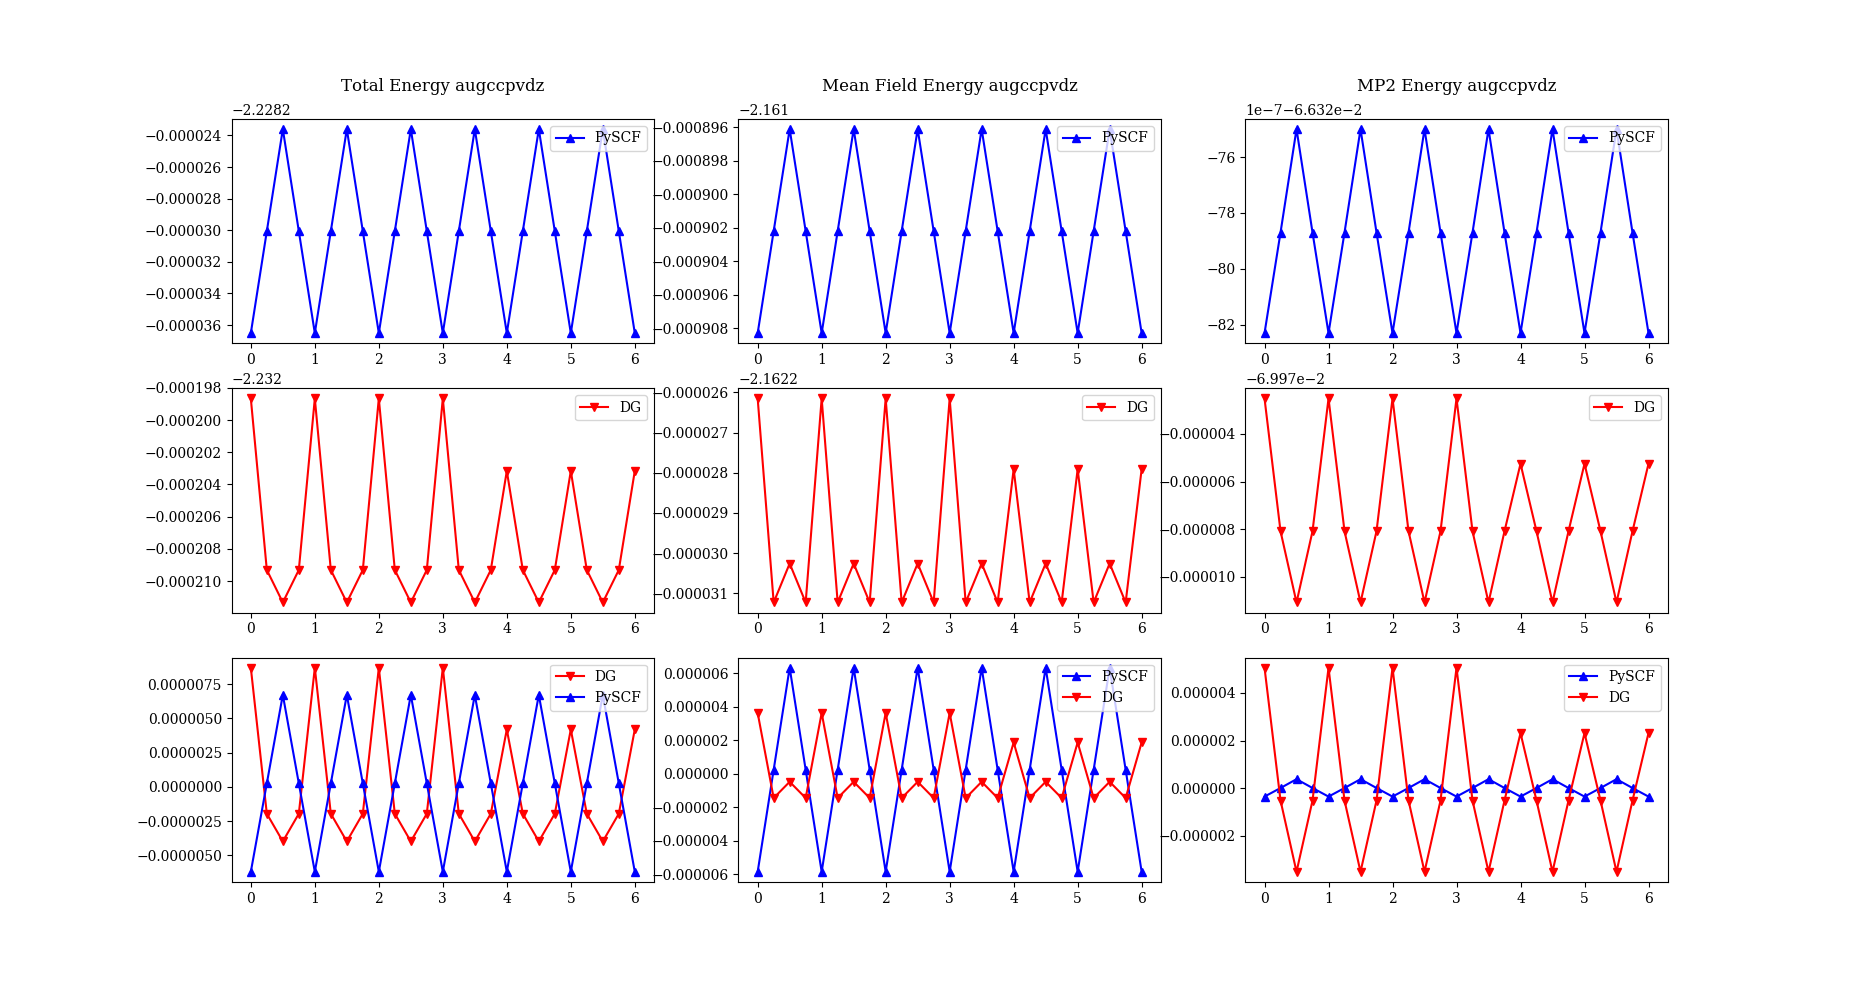 Total Energy augccpvdz
Mean Field Energy augccpvdz
MP2 Energy augccpvdz
−2.2282
−0.000024
−0.000026
−0.000028
−0.000030
−0.000032
−0.000034
−0.000036
PySCF
0 1 2 3 4 5 6
−2.161
−0.000896
−0.000898
−0.000900
−0.000902
−0.000904
−0.000906
−0.000908
PySCF
0 1 2 3 4 5 6
1e-7−6.632e−2
−76
−78
−80
−82
PySCF
0 1 2 3 4 5 6
−2.232
−0.000198
−0.000200
−0.000202
−0.000204
−0.000206
−0.000208
−0.000210
DG
0 1 2 3 4 5 6
−2.1622
−0.000026
−0.000027
−0.000028
−0.000029
−0.000030
−0.000031
DG
0 1 2 3 4 5 6
−6.997e−2
−0.000004
−0.000006
−0.000008
−0.000010
DG
0 1 2 3 4 5 6
0.0000075
0.0000050
0.0000025
0.0000000
−0.0000025
−0.0000050
DG
PySCF
0 1 2 3 4 5 6
0.000006
0.000004
0.000002
0.000000
−0.000002
−0.000004
−0.000006
PySCF
DG
0 1 2 3 4 5 6
0.000004
0.000002
0.000000
−0.000002
PySCF
DG
0 1 2 3 4 5 6